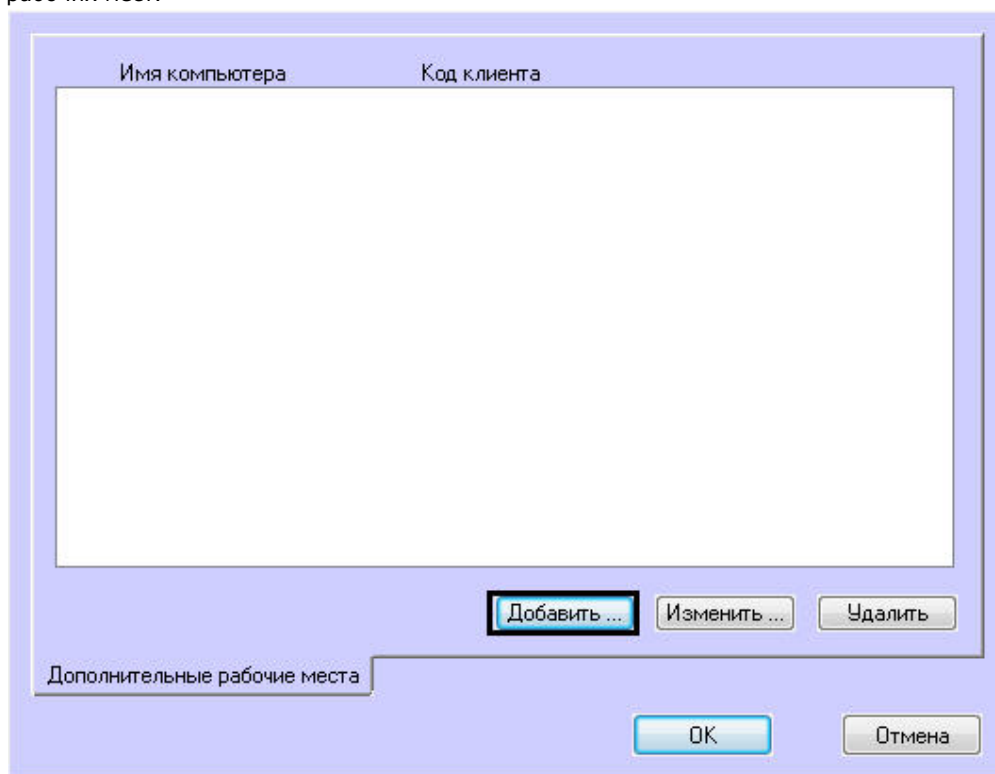 Имя компьютера Код клиента
Добавить ... Изменить ... Удалить
Дополнительные рабочие места
OK Отмена